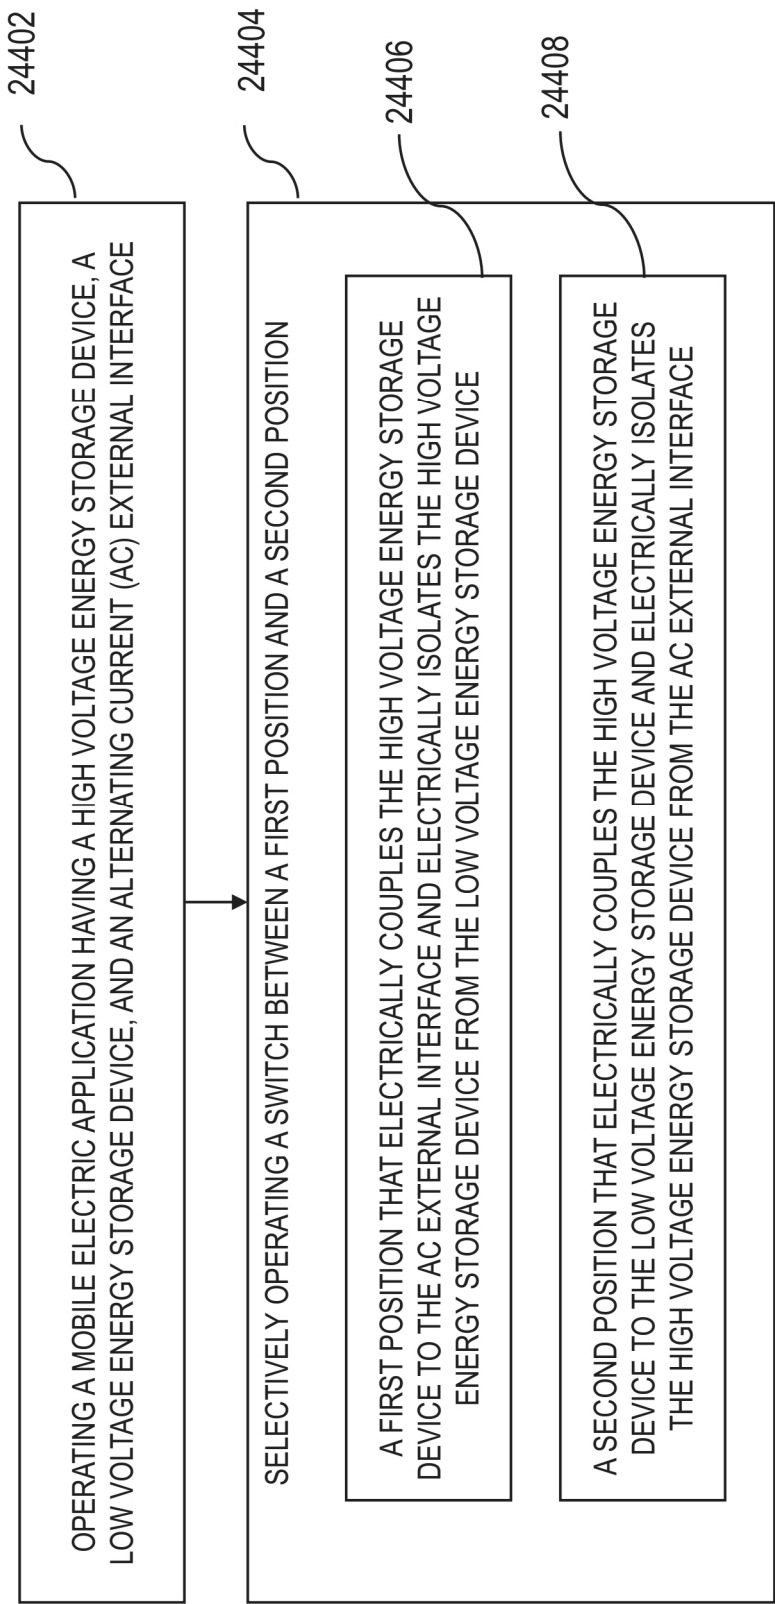 24402
OPERATING A MOBILE ELECTRIC APPLICATION HAVING A HIGH VOLTAGE ENERGY STORAGE DEVICE, A
LOW VOLTAGE ENERGY STORAGE DEVICE, AND AN ALTERNATING CURRENT (AC) EXTERNAL INTERFACE
24404
SELECTIVELY OPERATING A SWITCH BETWEEN A FIRST POSITION AND A SECOND POSITION
24406
A FIRST POSITION THAT ELECTRICALLY COUPLES THE HIGH VOLTAGE ENERGY STORAGE
DEVICE TO THE AC EXTERNAL INTERFACE AND ELECTRICALLY ISOLATES THE HIGH VOLTAGE
ENERGY STORAGE DEVICE FROM THE LOW VOLTAGE ENERGY STORAGE DEVICE
24408
A SECOND POSITION THAT ELECTRICALLY COUPLES THE HIGH VOLTAGE ENERGY STORAGE
DEVICE TO THE LOW VOLTAGE ENERGY STORAGE DEVICE AND ELECTRICALLY ISOLATES
THE HIGH VOLTAGE ENERGY STORAGE DEVICE FROM THE AC EXTERNAL INTERFACE